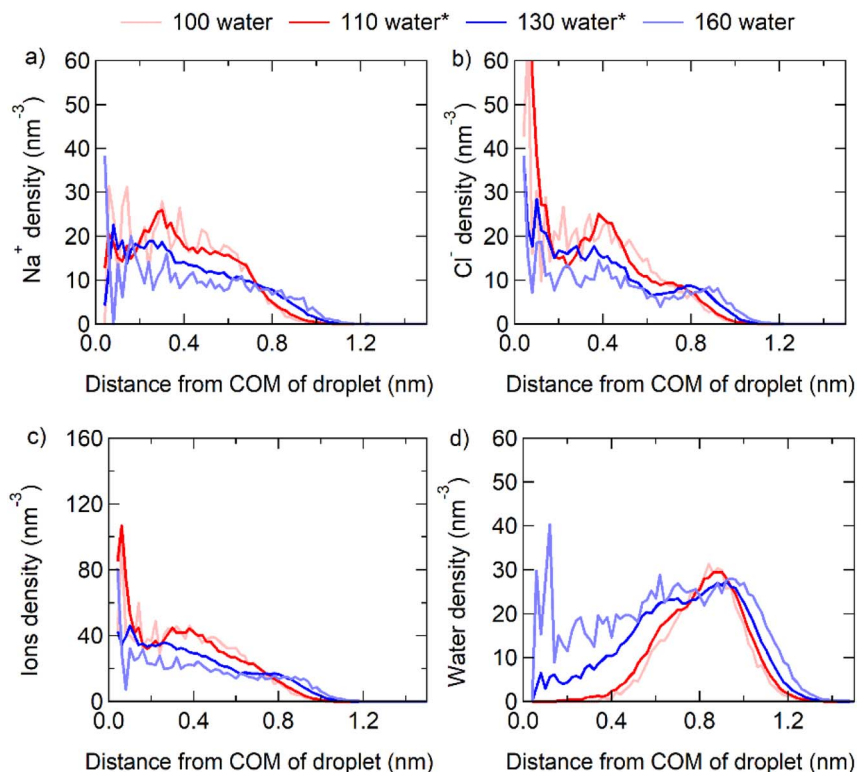 100 water 110 water* 130 water* 160 water
a) b)
60 60
50 50
40 40
30 30
20 20
10 10
0 0
Na⁺ density (nm⁻³) Cl⁻ density (nm⁻³)
0.0 0.4 0.8 1.2 0.0 0.4 0.8 1.2
Distance from COM of droplet (nm) Distance from COM of droplet (nm)
c) d)
160 60
120 50
80 40
40 30
0 20
10
0
Ions density (nm⁻³) Water density (nm⁻³)
0.0 0.4 0.8 1.2 0.0 0.4 0.8 1.2
Distance from COM of droplet (nm) Distance from COM of droplet (nm)